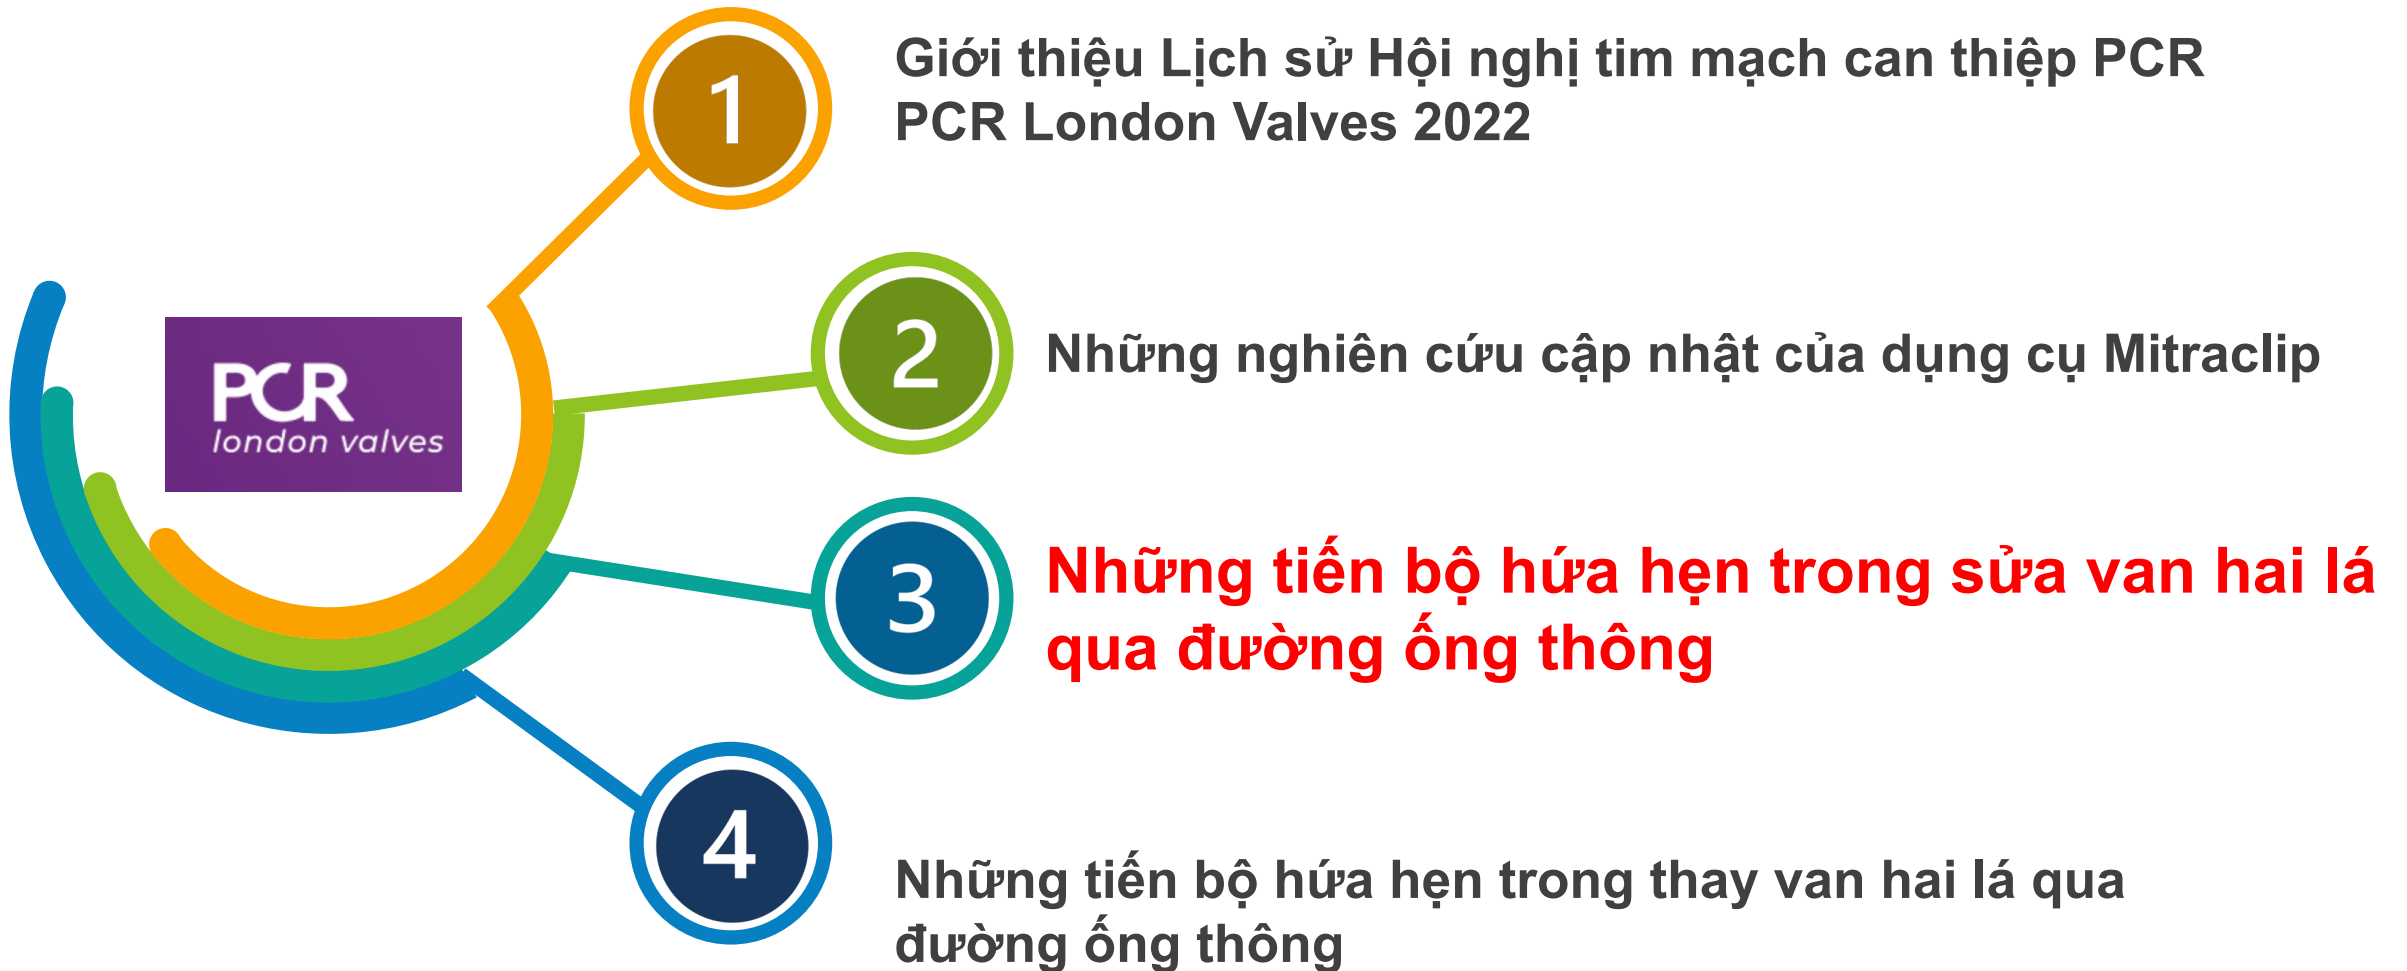 1
Giới thiệu Lịch sử Hội nghị tim mạch can thiệp PCR
PCR London Valves 2022
PCR
london valves
2
Những nghiên cứu cập nhật của dụng cụ Mitraclip
3
Những tiến bộ hứa hẹn trong sửa van hai lá
qua đường ống thông
4
Những tiến bộ hứa hẹn trong thay van hai lá qua
đường ống thông